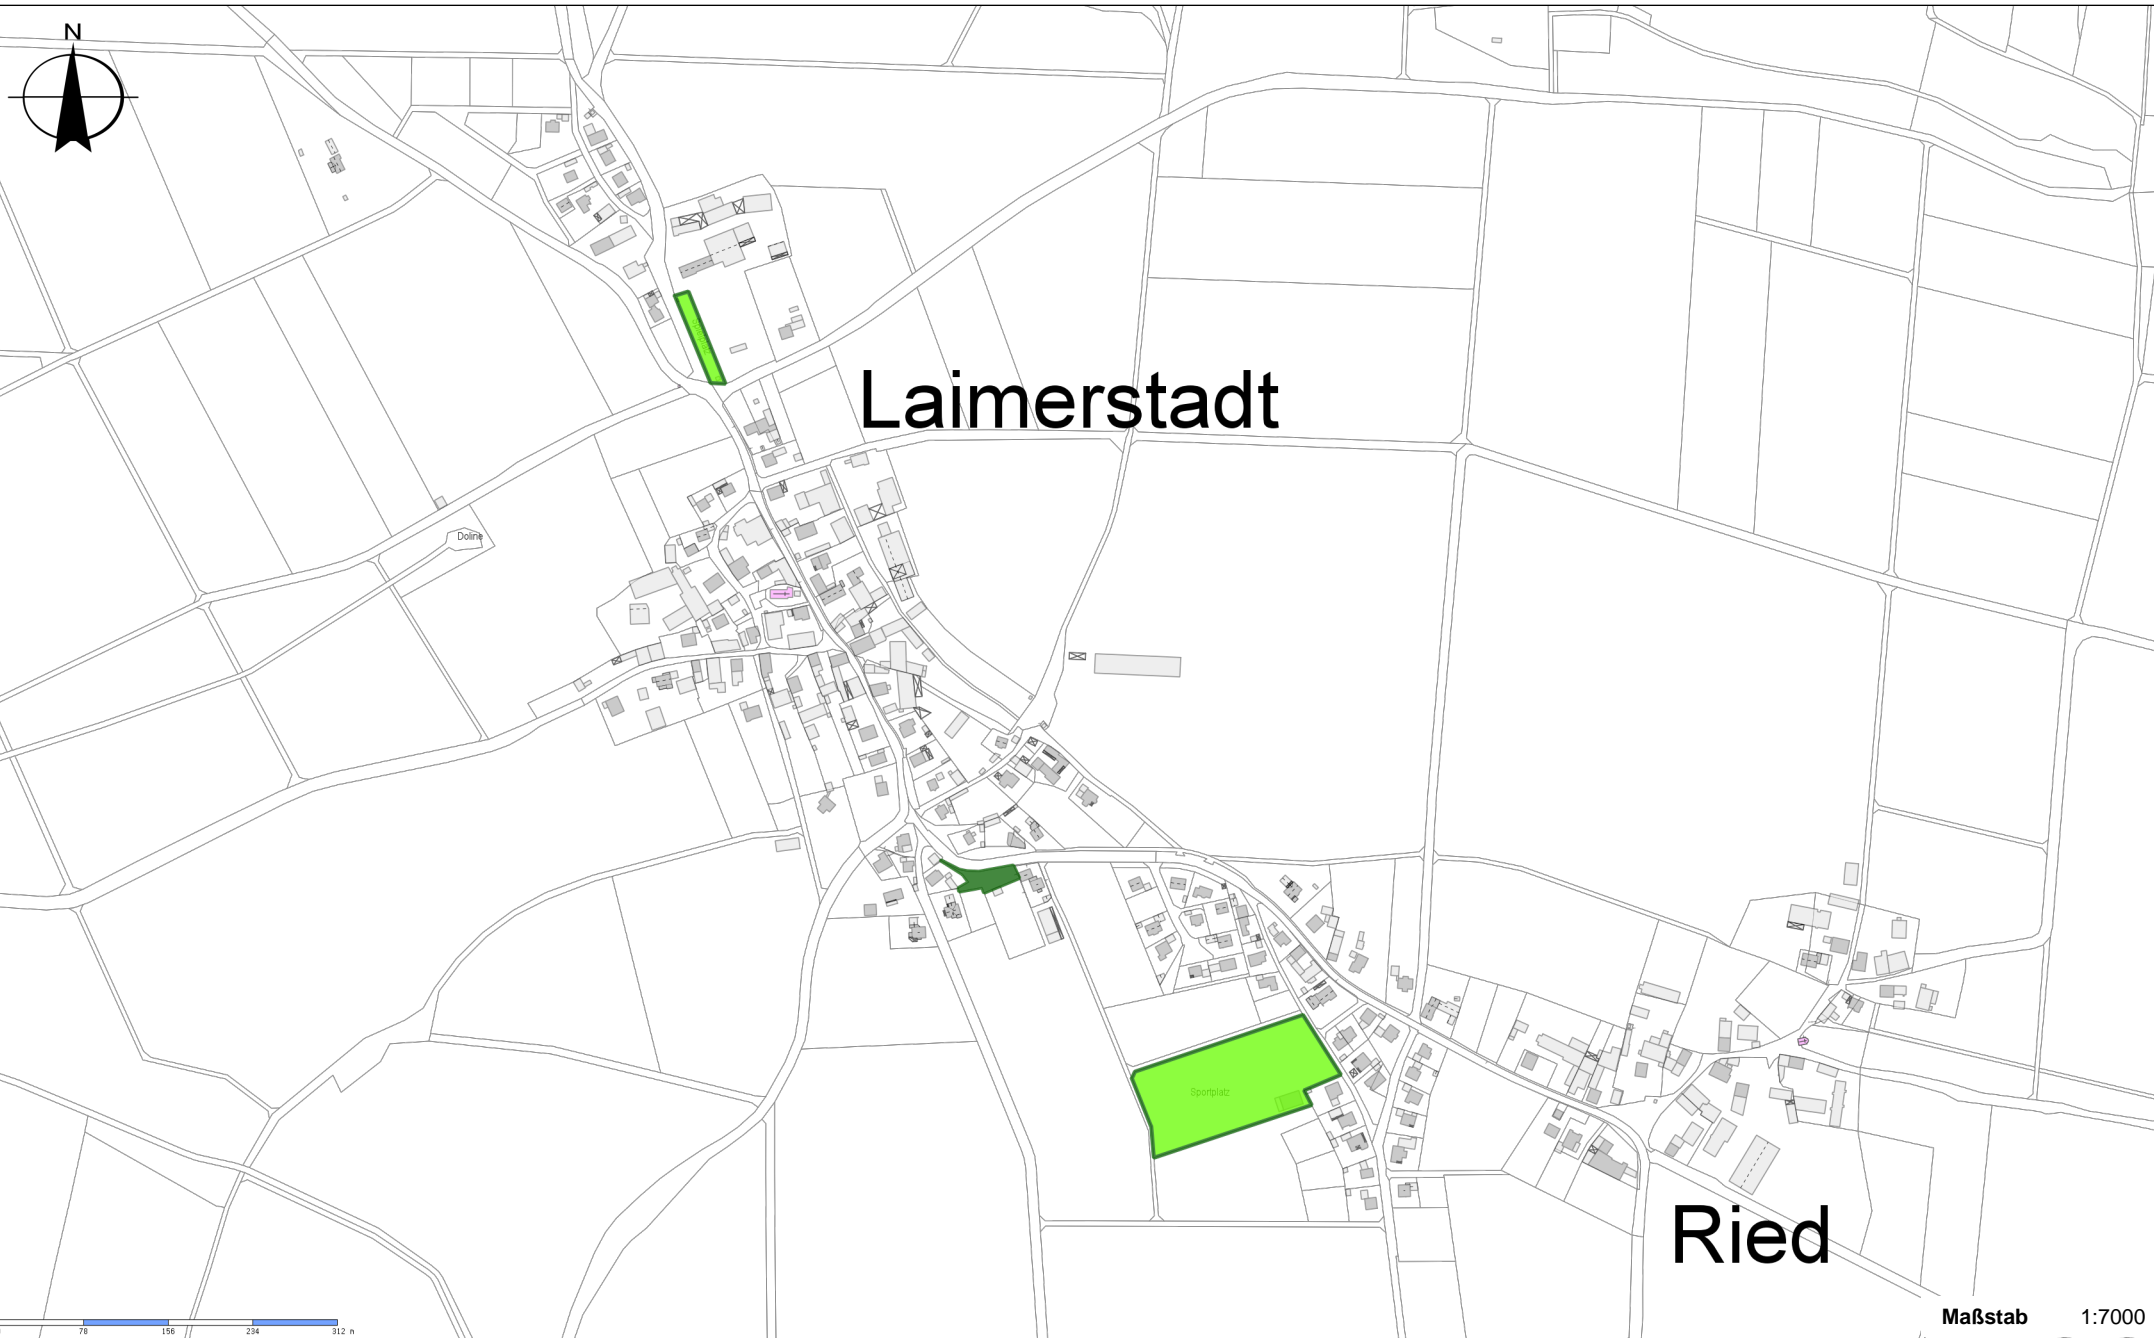 N
Laimerstadt
Doline
Sportplatz
Ried
Maßstab 1:7000
78 156 234 312 m